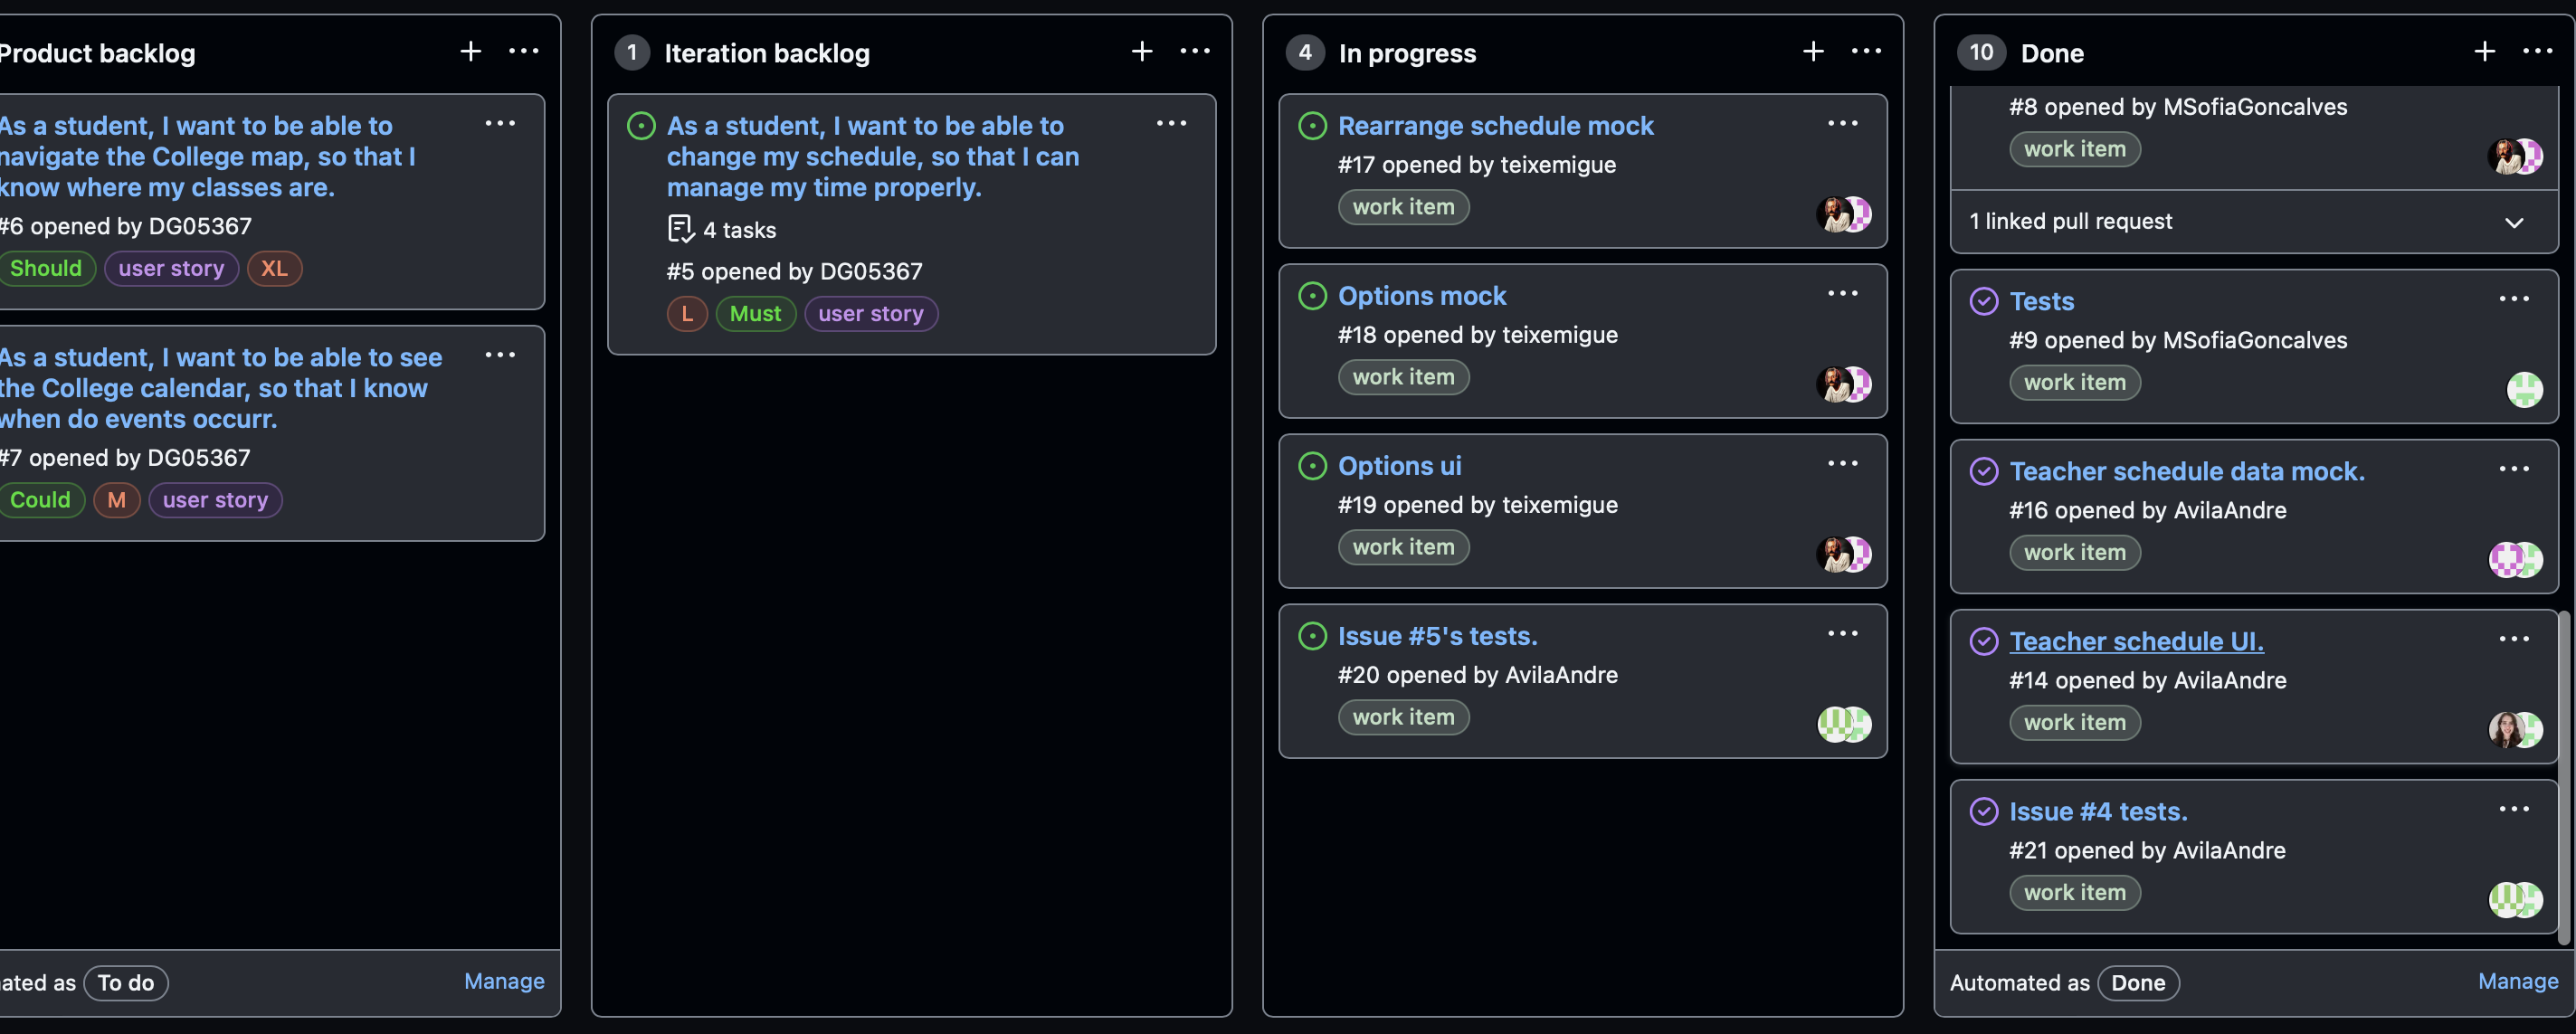 Product backlog
As a student, I want to be able to
navigate the College map, so that I
know where my classes are.
#6 opened by DG05367
Should user story XL
As a student, I want to be able to see
the College calendar, so that I know
when do events occurr.
#7 opened by DG05367
Could M user story
ated as To do Manage
1 Iteration backlog
As a student, I want to be able to
change my schedule, so that I can
manage my time properly.
4 tasks
#5 opened by DG05367
L Must user story
4 In progress
Rearrange schedule mock
#17 opened by teixemigue
work item
Options mock
#18 opened by teixemigue
work item
Options ui
#19 opened by teixemigue
work item
Issue #5's tests.
#20 opened by AvilaAndre
work item
10 Done
#8 opened by MSofiaGoncalves
work item
1 linked pull request
Tests
#9 opened by MSofiaGoncalves
work item
Teacher schedule data mock.
#16 opened by AvilaAndre
work item
Teacher schedule UI.
#14 opened by AvilaAndre
work item
Issue #4 tests.
#21 opened by AvilaAndre
work item
Automated as Done Manage